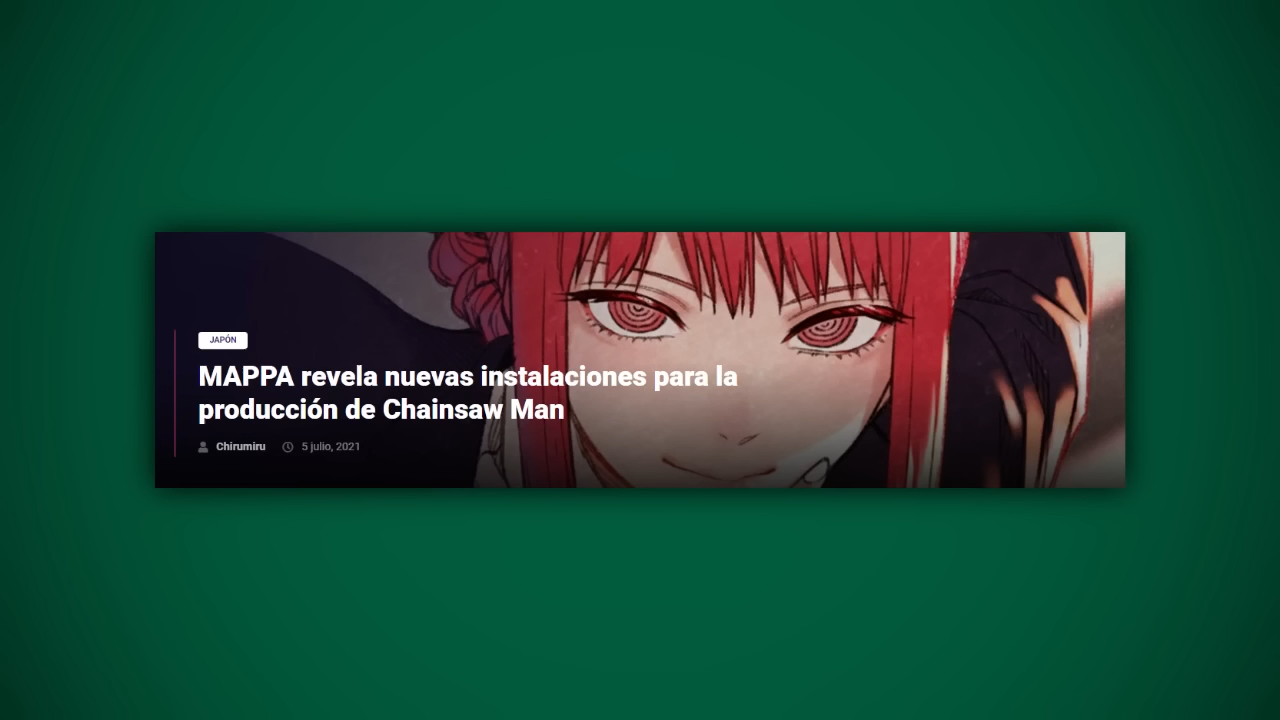 JAPÓN
MAPPA revela nuevas instalaciones para la
producción de Chainsaw Man
Chirumiru 5 julio, 2021